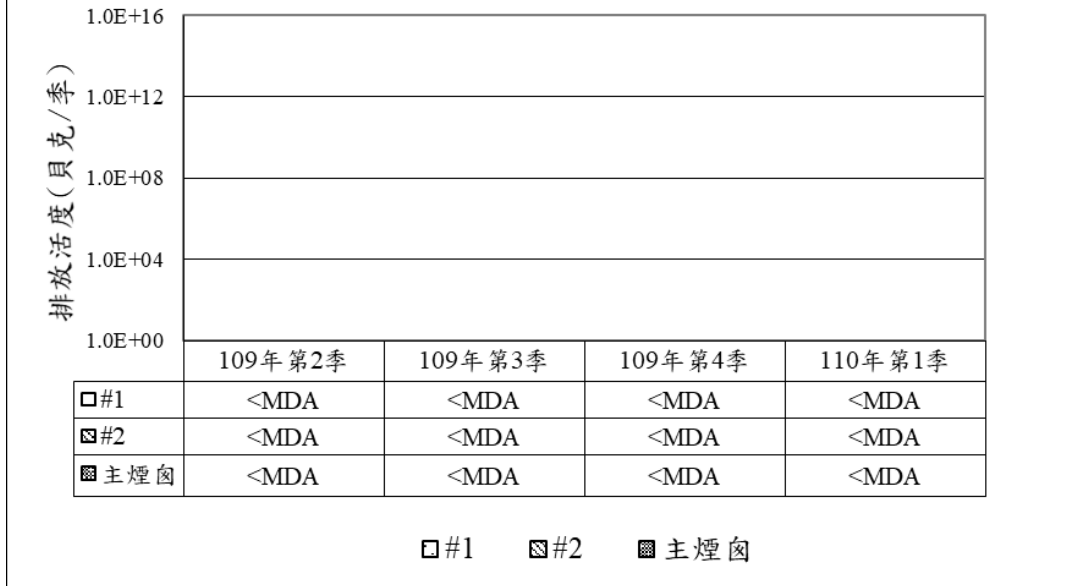 1.0E+16
1.0E+12
1.0E+08
1.0E+04
1.0E+00
排放活度(貝克/季)
109年第2季 109年第3季 109年第4季 110年第1季
#1 <MDA <MDA <MDA <MDA
#2 <MDA <MDA <MDA <MDA
主煙囪 <MDA <MDA <MDA <MDA
#1 #2 主煙囪